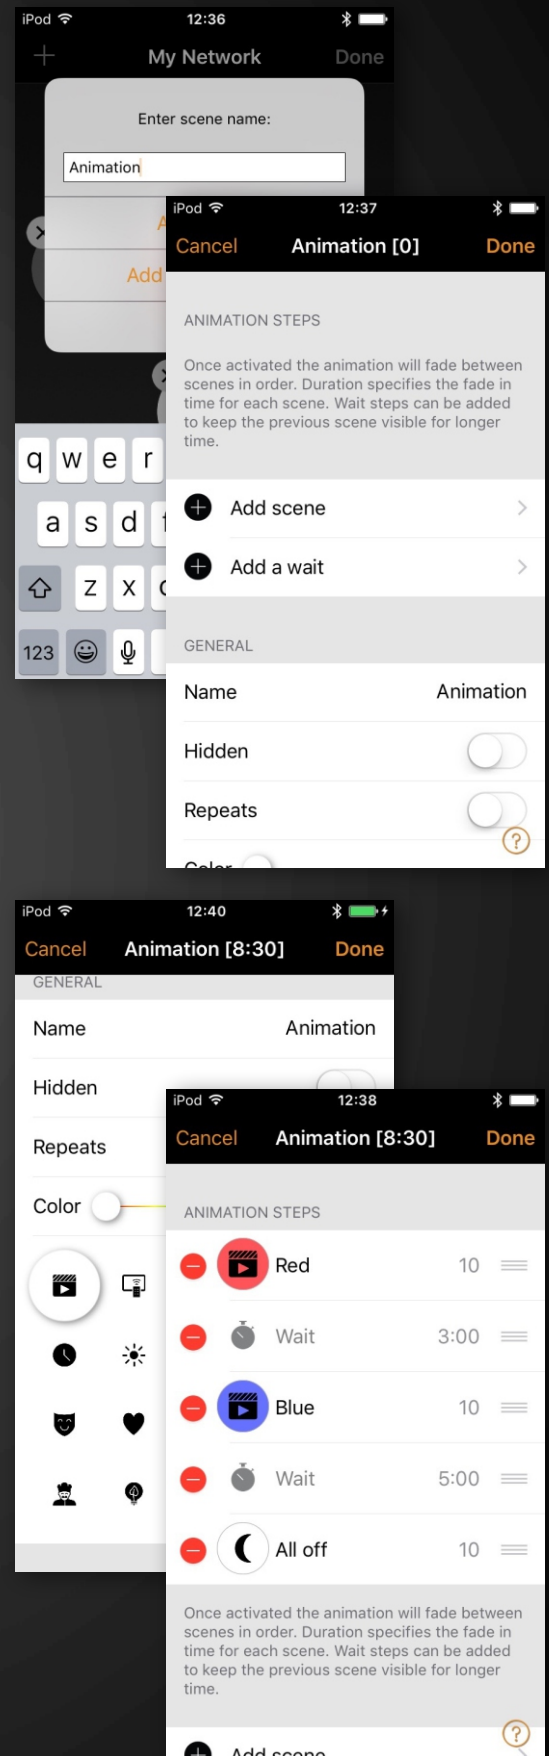 iPod 12:36
My Network Done
Enter scene name:
Animation
A
Add
q w e r
a s d f
z x c
123
iPod 12:37
Cancel Animation [0] Done
ANIMATION STEPS
Once activated the animation will fade between
scenes in order. Duration specifies the fade in
time for each scene. Wait steps can be added
to keep the previous scene visible for longer
time.
Add scene
Add a wait
GENERAL
Name Animation
Hidden
Repeats
?
Color
iPod 12:40
Cancel Animation [8:30] Done
GENERAL
Name Animation
Hidden
Repeats
Color
iPod 12:38
Cancel Animation [8:30] Done
ANIMATION STEPS
Red 10
Wait 3:00
Blue 10
Wait 5:00
All off 10
Once activated the animation will fade between
scenes in order. Duration specifies the fade in
time for each scene. Wait steps can be added
to keep the previous scene visible for longer
time.
?
Add scene